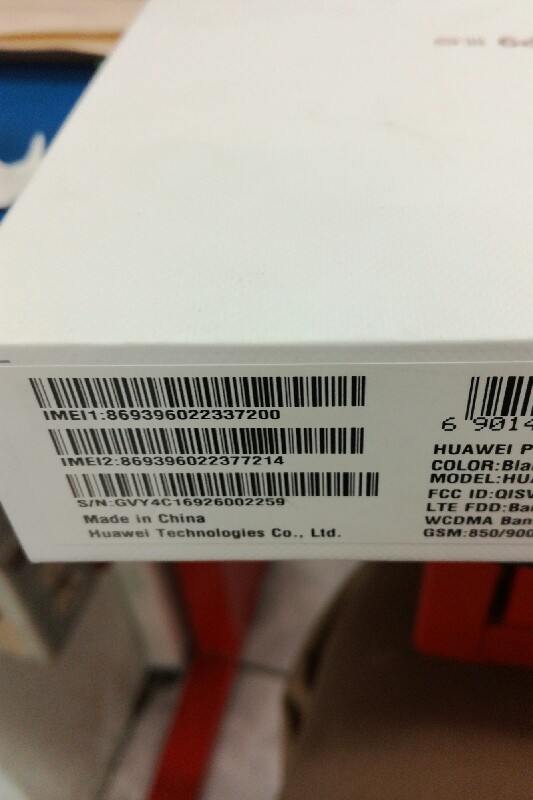 IMEI1:869396022337200
IMEI2:869396022377214
S/N:GVY4C16926002259
Made in China
Huawei Technologies Co., Ltd.
6 9014
HUAWEI P
COLOR:Bla
MODEL:HUA
FCC ID:QISV
LTE FDD:Ban
WCDMA Ban
GSM:850/900